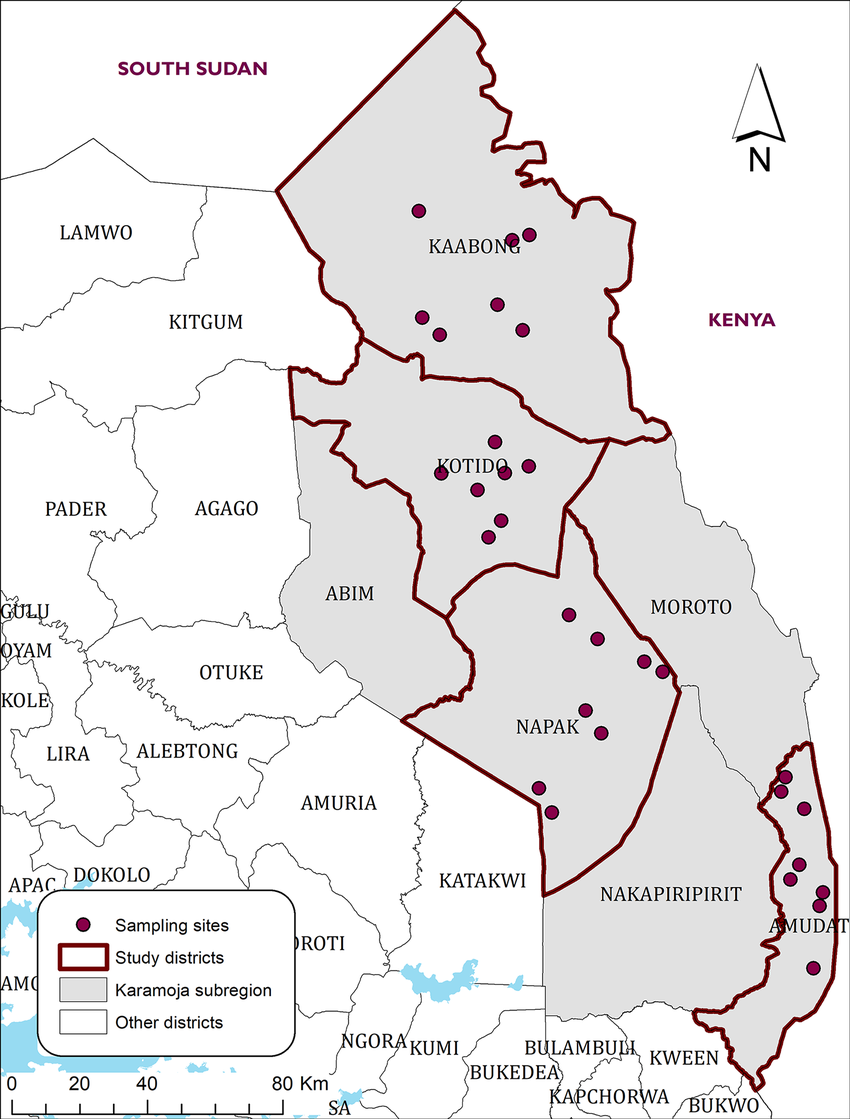 SOUTH SUDAN
N
LAMWO
KAABONG
KITGUM
KENYA
KOTIDO
PADER
AGAGO
ABIM
MOROTO
GULU
OYAM
OTUKE
KOLE
NAPAK
LIRA
ALEBTONG
AMURIA
DOKOLO
APAC
KATAKWI
NAKAPIRIPIRIT
AMUDAT
Sampling sites
OROTI
Study districts
AMO
Karamoja subregion
Other districts
NGORA
KUMI
BULAMBULI
KWEEN
BUKEDEA
KAPCHORWA
BUKWO
0 20 40 80 Km
SA